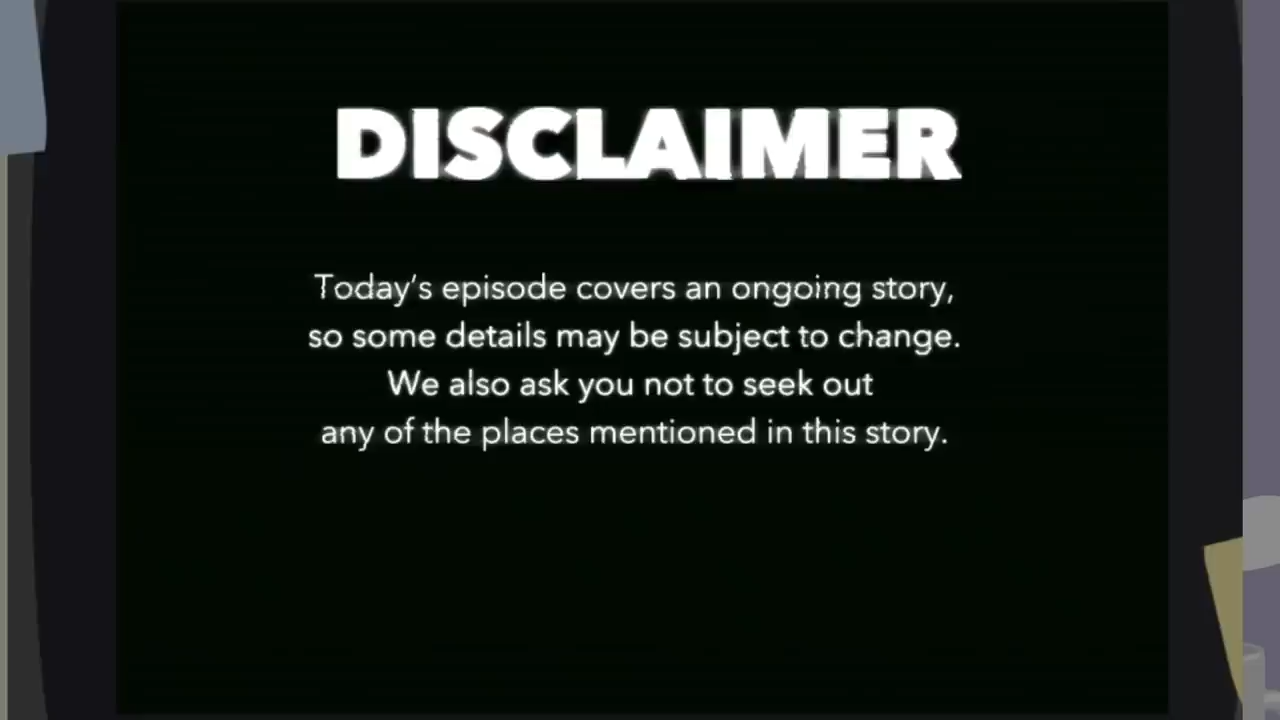 DISCLAIMER
Today's episode covers an ongoing story,
so some details may be subject to change.
We also ask you not to seek out
any of the places mentioned in this story.